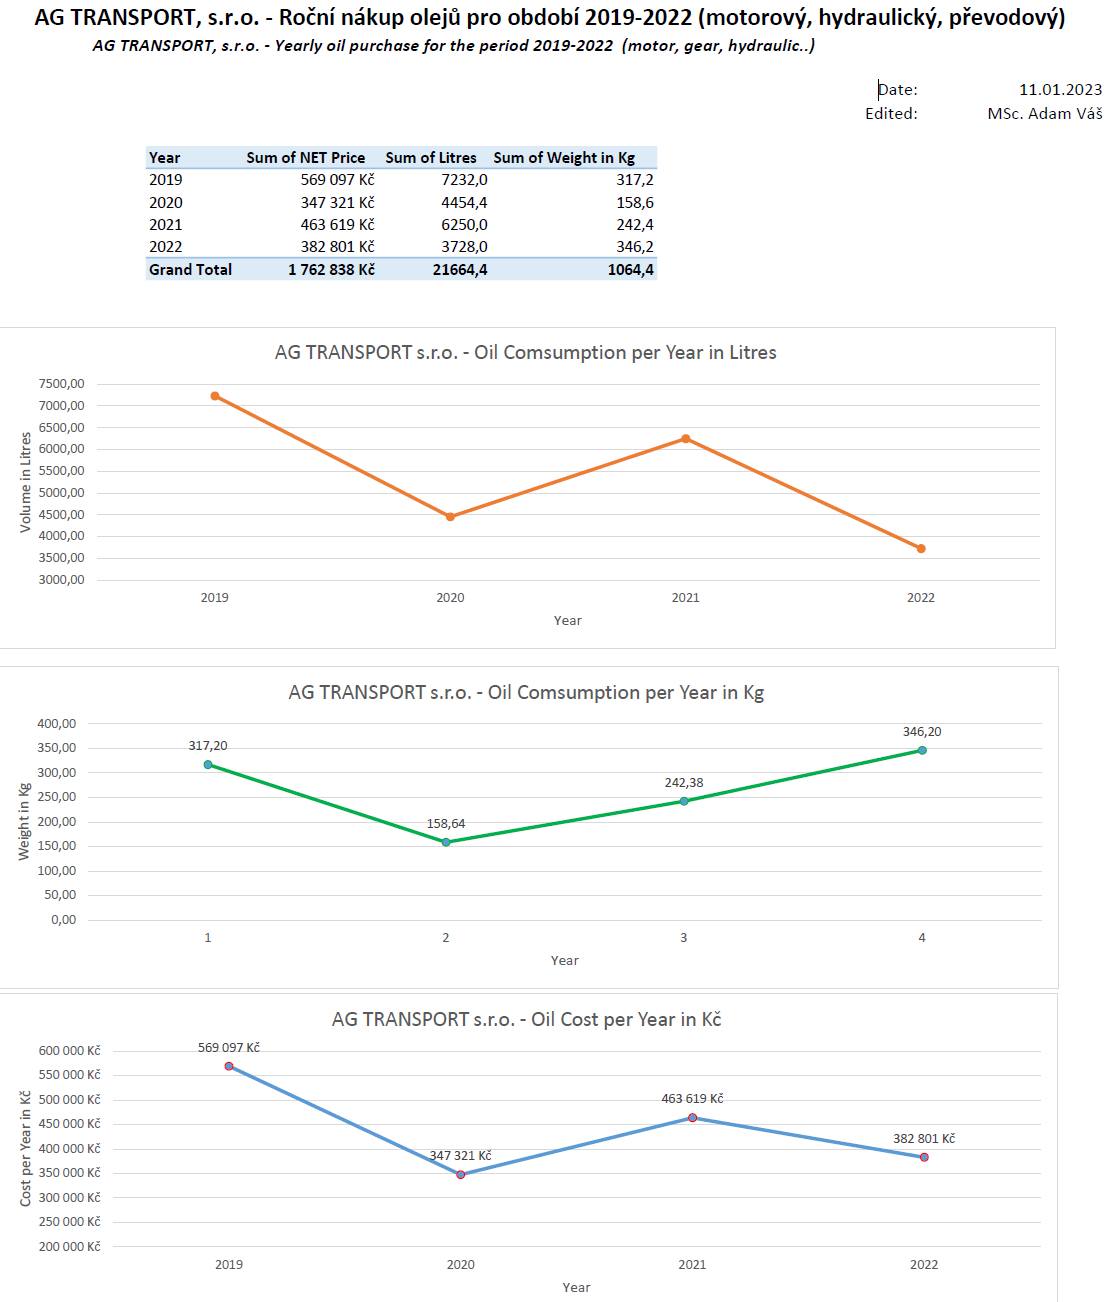 AG TRANSPORT, s.r.o. - Roční nákup olejů pro období 2019-2022 (motorový, hydraulický, převodový)
AG TRANSPORT, s.r.o. - Yearly oil purchase for the period 2019-2022 (motor, gear, hydraulic..)
Date: 11.01.2023
Edited: MSc. Adam Váš
Year Sum of NET Price Sum of Litres Sum of Weight in Kg
2019 569 097 Kč 7232,0 317,2
2020 347 321 Kč 4454,4 158,6
2021 463 619 Kč 6250,0 242,4
2022 382 801 Kč 3728,0 346,2
Grand Total 1 762 838 Kč 21664,4 1064,4
AG TRANSPORT s.r.o. - Oil Comsumption per Year in Litres
Volume in Litres
7500,00
7000,00
6500,00
6000,00
5500,00
5000,00
4500,00
4000,00
3500,00
3000,00
2019 2020 2021 2022
Year
AG TRANSPORT s.r.o. - Oil Comsumption per Year in Kg
Weight in Kg
400,00
350,00
300,00
250,00
200,00
150,00
100,00
50,00
0,00
317,20
158,64
242,38
346,20
1 2 3 4
Year
AG TRANSPORT s.r.o. - Oil Cost per Year in Kč
Cost per Year in Kč
600 000 Kč
550 000 Kč
500 000 Kč
450 000 Kč
400 000 Kč
350 000 Kč
300 000 Kč
250 000 Kč
200 000 Kč
569 097 Kč
347 321 Kč
463 619 Kč
382 801 Kč
2019 2020 2021 2022
Year